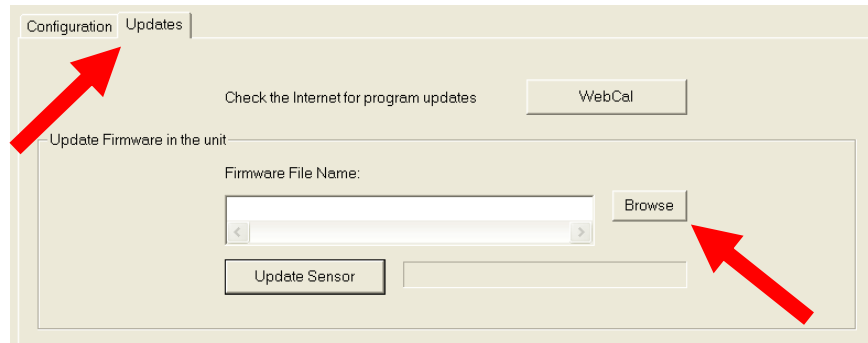 Configuration Updates
Check the Internet for program updates WebCal
Update Firmware in the unit
Firmware File Name:
Browse
Update Sensor